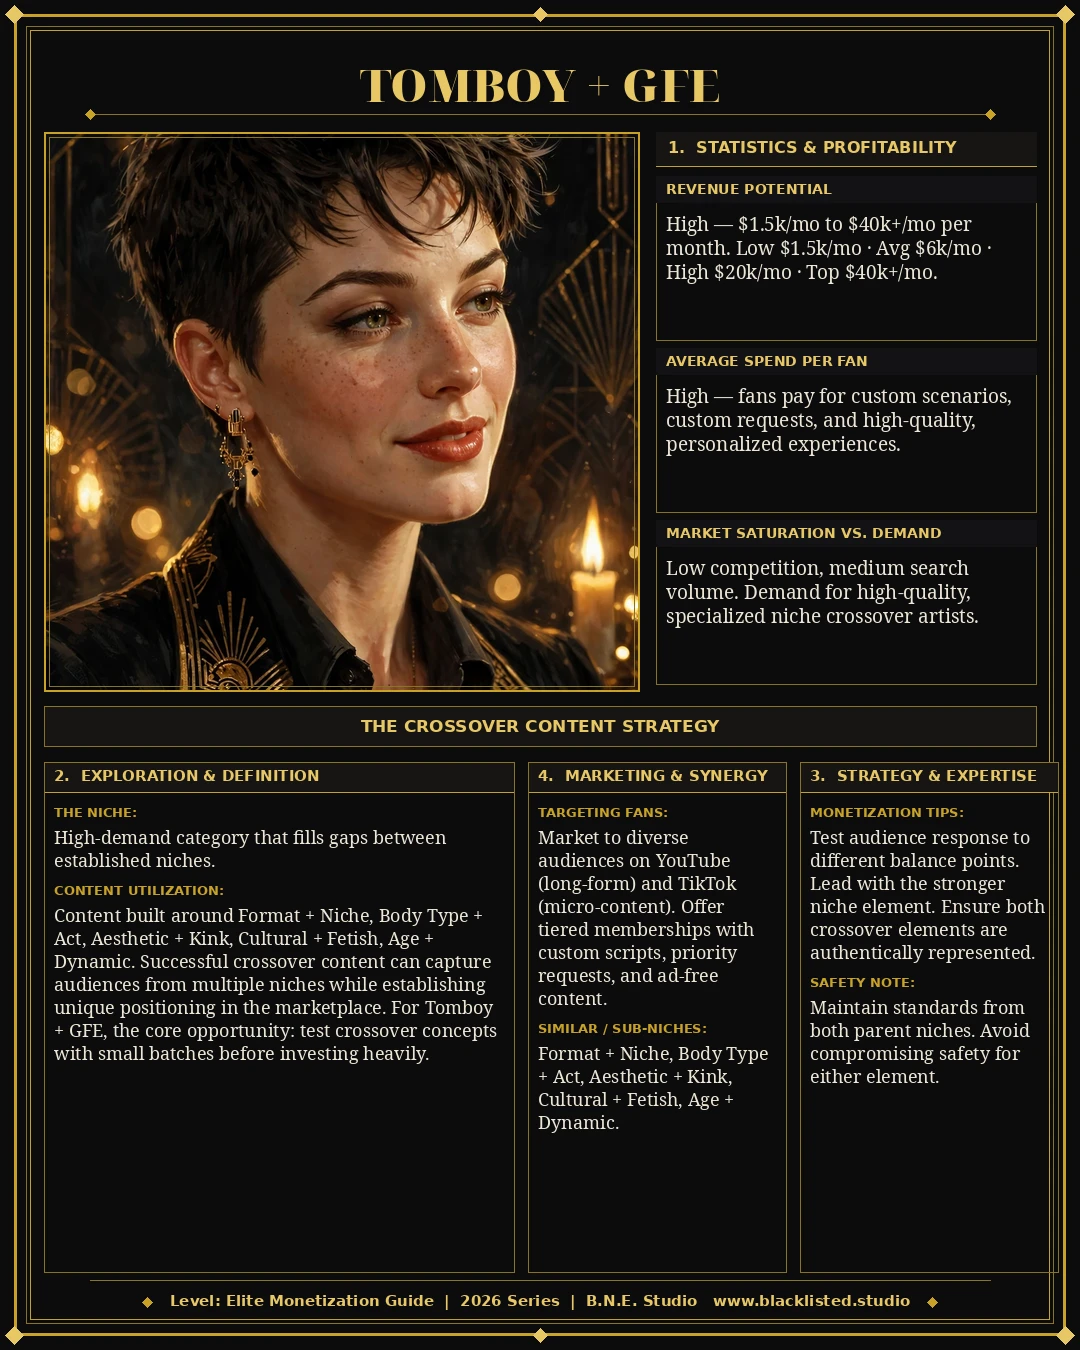 TOMBOY + GFE
1. STATISTICS & PROFITABILITY
REVENUE POTENTIAL
High — $1.5k/mo to $40k+/mo per
month. Low $1.5k/mo · Avg $6k/mo ·
High $20k/mo · Top $40k+/mo.
AVERAGE SPEND PER FAN
High — fans pay for custom scenarios,
custom requests, and high-quality,
personalized experiences.
MARKET SATURATION VS. DEMAND
Low competition, medium search
volume. Demand for high-quality,
specialized niche crossover artists.
THE CROSSOVER CONTENT STRATEGY
2. EXPLORATION & DEFINITION
THE NICHE:
High-demand category that fills gaps between
established niches.
CONTENT UTILIZATION:
Content built around Format + Niche, Body Type +
Act, Aesthetic + Kink, Cultural + Fetish, Age +
Dynamic. Successful crossover content can capture
audiences from multiple niches while establishing
unique positioning in the marketplace. For Tomboy
+ GFE, the core opportunity: test crossover concepts
with small batches before investing heavily.
4. MARKETING & SYNERGY
TARGETING FANS:
Market to diverse
audiences on YouTube
(long-form) and TikTok
(micro-content). Offer
tiered memberships with
custom scripts, priority
requests, and ad-free
content.
SIMILAR / SUB-NICHES:
Format + Niche, Body Type
+ Act, Aesthetic + Kink,
Cultural + Fetish, Age +
Dynamic.
3. STRATEGY & EXPERTISE
MONETIZATION TIPS:
Test audience response to
different balance points.
Lead with the stronger
niche element. Ensure both
crossover elements are
authentically represented.
SAFETY NOTE:
Maintain standards from
both parent niches. Avoid
compromising safety for
either element.
Level: Elite Monetization Guide | 2026 Series | B.N.E. Studio www.blacklisted.studio